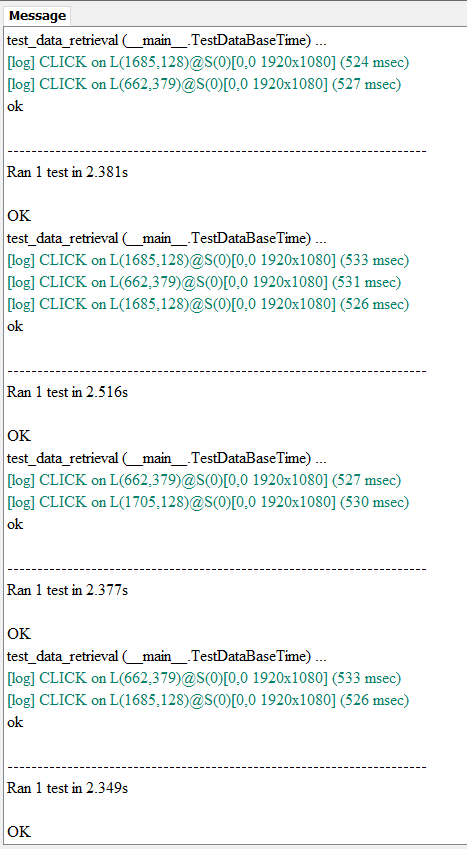 Message
test_data_retrieval (__main__.TestDataBaseTime) ...
[log] CLICK on L(1685,128)@S(0)[0,0 1920x1080] (524 msec)
[log] CLICK on L(662,379)@S(0)[0,0 1920x1080] (527 msec)
ok
----------------------------------------------------------------------
Ran 1 test in 2.381s
OK
test_data_retrieval (__main__.TestDataBaseTime) ...
[log] CLICK on L(1685,128)@S(0)[0,0 1920x1080] (533 msec)
[log] CLICK on L(662,379)@S(0)[0,0 1920x1080] (531 msec)
[log] CLICK on L(1685,128)@S(0)[0,0 1920x1080] (526 msec)
ok
----------------------------------------------------------------------
Ran 1 test in 2.516s
OK
test_data_retrieval (__main__.TestDataBaseTime) ...
[log] CLICK on L(662,379)@S(0)[0,0 1920x1080] (527 msec)
[log] CLICK on L(1705,128)@S(0)[0,0 1920x1080] (530 msec)
ok
----------------------------------------------------------------------
Ran 1 test in 2.377s
OK
test_data_retrieval (__main__.TestDataBaseTime) ...
[log] CLICK on L(662,379)@S(0)[0,0 1920x1080] (533 msec)
[log] CLICK on L(1685,128)@S(0)[0,0 1920x1080] (526 msec)
ok
----------------------------------------------------------------------
Ran 1 test in 2.349s
OK